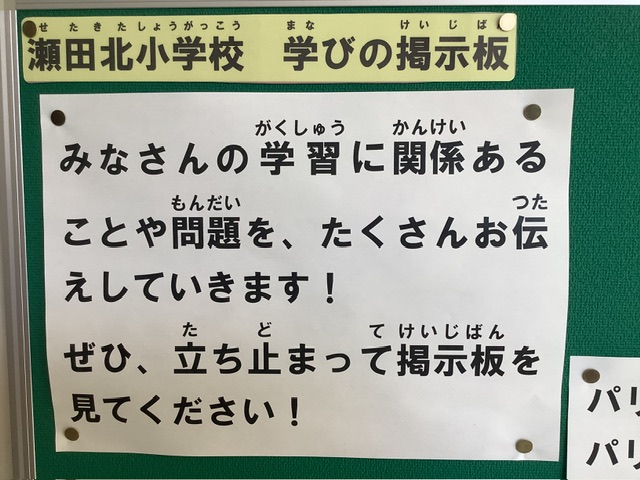 せたきたしょうがっこう　まな　けいじば
瀬田北小学校　学びの掲示板
がくしゅう　かんけい
みなさんの学習に関係ある
もんだい　つた
ことや問題を、たくさんお伝
えしていきます！
た　ど　て　けいじばん
ぜひ、立ち止まって掲示板を
見てください！
パリ
パリ